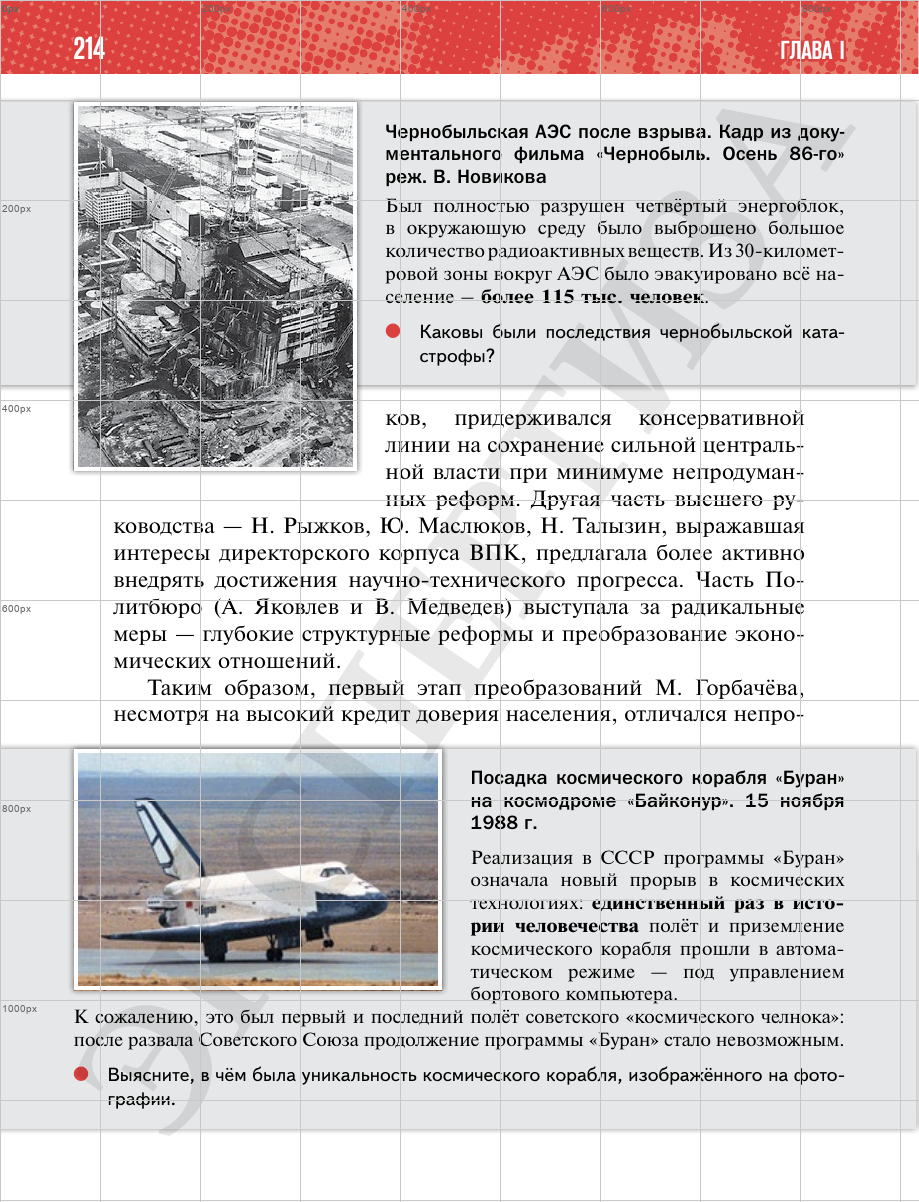 214
ГЛАВА I
Чернобыльская АЭС после взрыва. Кадр из доку-
ментального фильма «Чернобыль. Осень 86-го»
реж. В. Новикова
Был полностью разрушен четвёртый энергоблок,
в окружающую среду было выброшено большое
количество радиоактивных веществ. Из 30-километ-
ровой зоны вокруг АЭС было эвакуировано всё на-
селение — более 115 тыс. человек.
Каковы были последствия чернобыльской ката-
строфы?
200px
400px
ков, придерживался консервативной
линии на сохранение сильной централь-
ной власти при минимуме непродуман-
ных реформ. Другая часть высшего ру-
ководства — Н. Рыжков, Ю. Маслюков, Н. Талызин, выражавшая
интересы директорского корпуса ВПК, предлагала более активно
внедрять достижения научно-технического прогресса. Часть По-
литбюро (А. Яковлев и В. Медведев) выступала за радикальные
600px
меры — глубокие структурные реформы и преобразование эконо-
мических отношений.
Таким образом, первый этап преобразований М. Горбачёва,
несмотря на высокий кредит доверия населения, отличался непро-
Посадка космического корабля «Буран»
на космодроме «Байконур». 15 ноября
1988 г.
800px
Реализация в СССР программы «Буран»
означала новый прорыв в космических
технологиях: единственный раз в исто-
рии человечества полёт и приземление
космического корабля прошли в автома-
тическом режиме — под управлением
бортового компьютера.
1000px
К сожалению, это был первый и последний полёт советского «космического челнока»:
после развала Советского Союза продолжение программы «Буран» стало невозможным.
Выясните, в чём была уникальность космического корабля, изображённого на фото-
графии.
ЭКСПЕРТИЗА